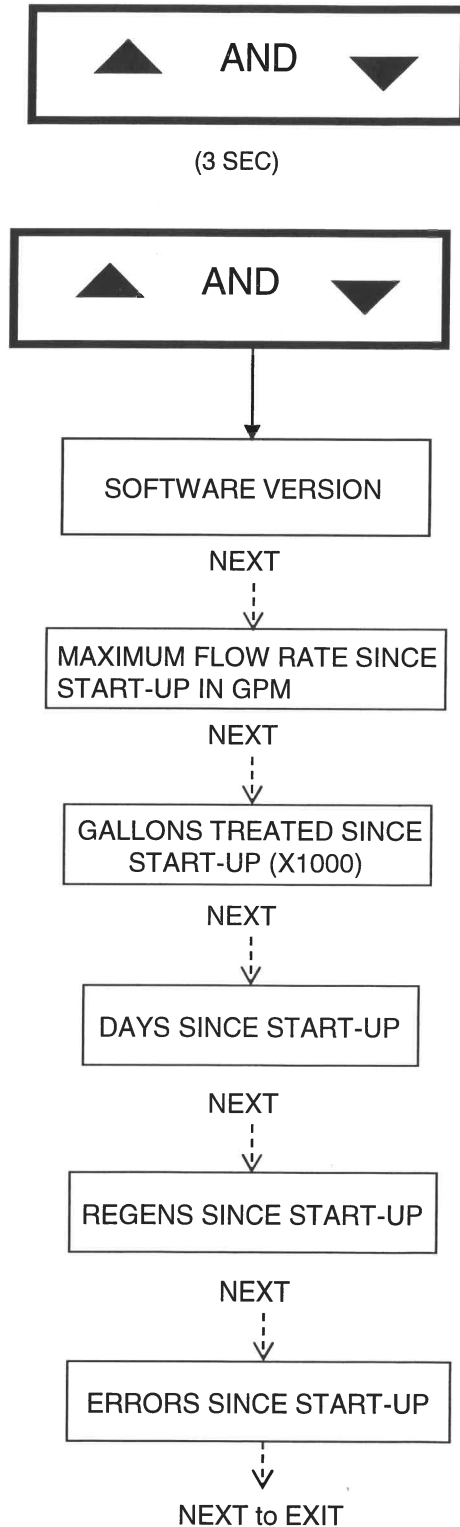 AND
(3 SEC)
AND
SOFTWARE VERSION
NEXT
MAXIMUM FLOW RATE SINCE
START-UP IN GPM
NEXT
GALLONS TREATED SINCE
START-UP (X1000)
NEXT
DAYS SINCE START-UP
NEXT
REGENS SINCE START-UP
NEXT
ERRORS SINCE START-UP
NEXT to EXIT